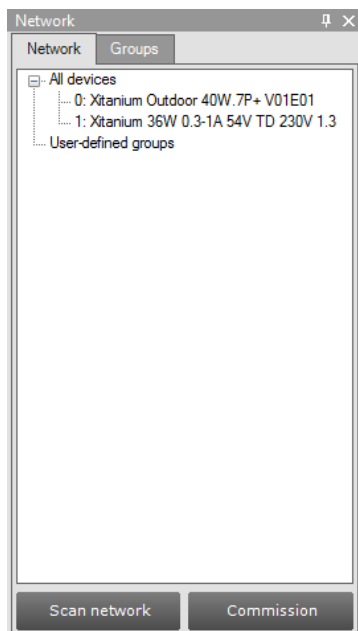 Network
Network Groups
All devices
0: Xitanium Outdoor 40W.7P+ V01E01
1: Xitanium 36W 0.3-1A 54V TD 230V 1.3
User-defined groups
Scan network Commission